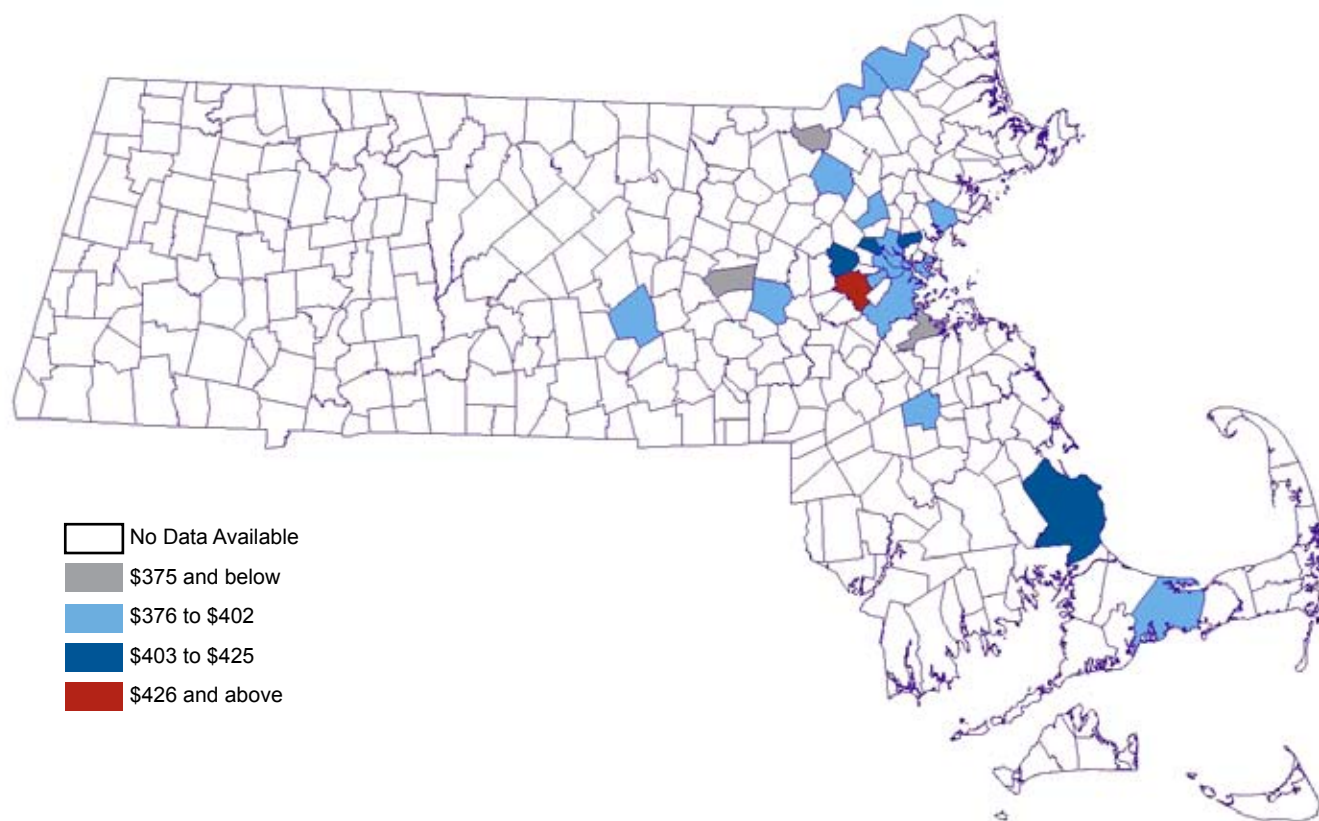 No Data Available
$375 and below
$376 to $402
$403 to $425
$426 and above